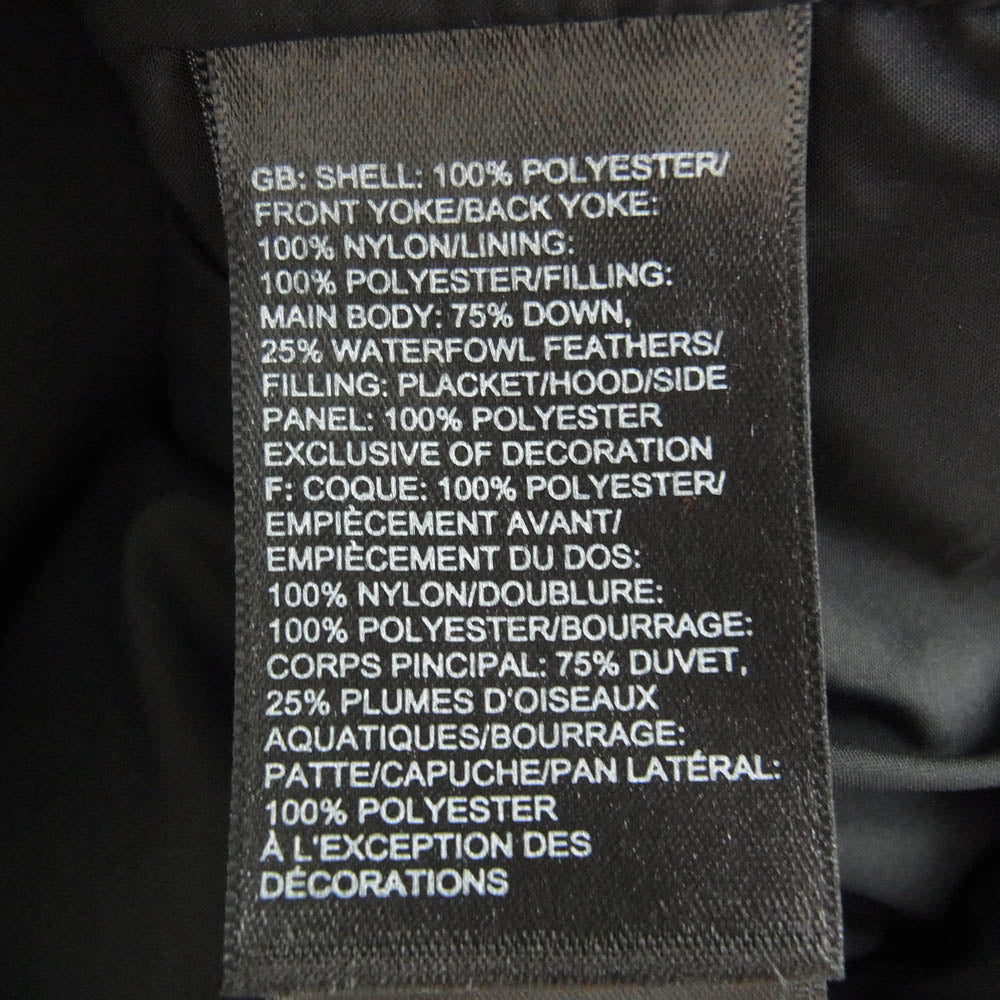 GB: SHELL: 100% POLYESTER/
FRONT YOKE/BACK YOKE:
100% NYLON/LINING:
100% POLYESTER/FILLING:
MAIN BODY: 75% DOWN,
25% WATERFOWL FEATHERS/
FILLING: PLACKET/HOOD/SIDE
PANEL: 100% POLYESTER
EXCLUSIVE OF DECORATION
F: COQUE: 100% POLYESTER/
EMPIÈCEMENT AVANT/
EMPIÈCEMENT DU DOS:
100% NYLON/DOUBLURE:
100% POLYESTER/BOURRAGE:
CORPS PINCIPAL: 75% DUVET,
25% PLUMES D'OISEAUX
AQUATIQUES/BOURRAGE:
PATTE/CAPUCHE/PAN LATÉRAL:
100% POLYESTER
À L'EXCEPTION DES
DÉCORATIONS